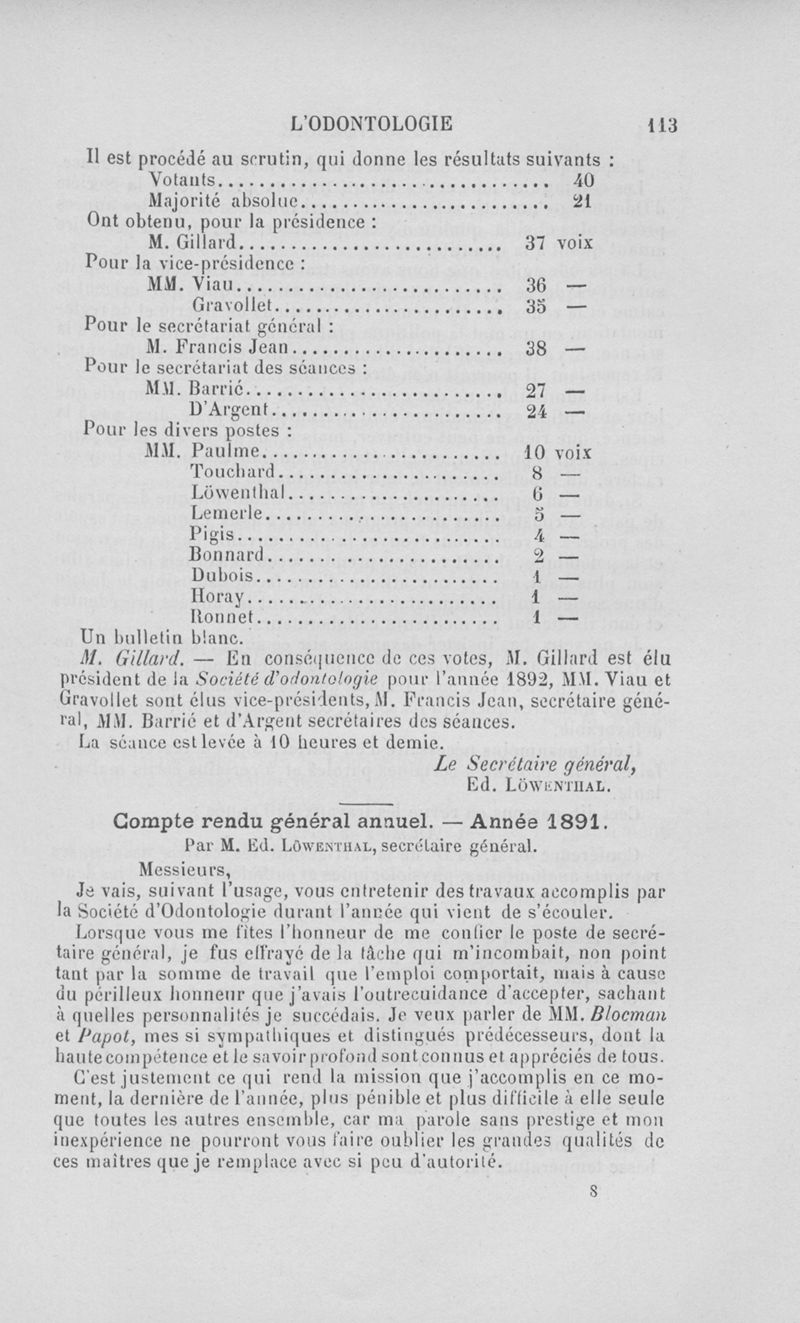 L'ODONTOLOGIE 113
Il est procédé au scrutin, qui donne les résultats suivants :
Votants................................ 40
Majorité absolue......................... 21
Ont obtenu, pour la présidence :
M. Gillard........................... 37 voix
Pour la vice-présidence :
MM. Viau........................... 36 —
Gravollet........................ 35 —
Pour le secrétariat général :
M. Francis Jean..................... 38 —
Pour le secrétariat des séances :
MM. Barrié.......................... 27 —
D'Argent....................... 24 —
Pour les divers postes :
MM. Paulme........................ 10 voix
Touchard...................... 8 —
Löwenthal..................... 6 —
Lemerle....................... 5 —
Pigis.......................... 4 —
Bonnard....................... 2 —
Dubois........................ 1 —
Horay......................... 1 —
Ronnet........................ 1 —
Un bulletin blanc.
M. Gillard. — En conséquence de ces votes, M. Gillard est élu
président de la Société d'odontologie pour l'année 1892, MM. Viau et
Gravollet sont élus vice-présidents, M. Francis Jean, secrétaire géné-
ral, MM. Barrié et d'Argent secrétaires des séances.
La séance est levée à 10 heures et demie.
Le Secrétaire général,
Ed. Löwenthal.
Compte rendu général annuel. — Année 1891.
Par M. Ed. Löwenthal, secrétaire général.
Messieurs,
Je vais, suivant l'usage, vous entretenir des travaux accomplis par
la Société d'Odontologie durant l'année qui vient de s'écouler.
Lorsque vous me fîtes l'honneur de me confier le poste de secré-
taire général, je fus effrayé de la tâche qui m'incombait, non point
tant par la somme de travail que l'emploi comportait, mais à cause
du périlleux honneur que j'avais l'outrecuidance d'accepter, sachant
à quelles personnalités je succédais. Je veux parler de MM. Blocman
et Papot, mes si sympathiques et distingués prédécesseurs, dont la
haute compétence et le savoir profond sont connus et appréciés de tous.
C'est justement ce qui rend la mission que j'accomplis en ce mo-
ment, la dernière de l'année, plus pénible et plus difficile à elle seule
que toutes les autres ensemble, car ma parole sans prestige et mon
inexpérience ne pourront vous faire oublier les grandes qualités de
ces maîtres que je remplace avec si peu d'autorité.
8